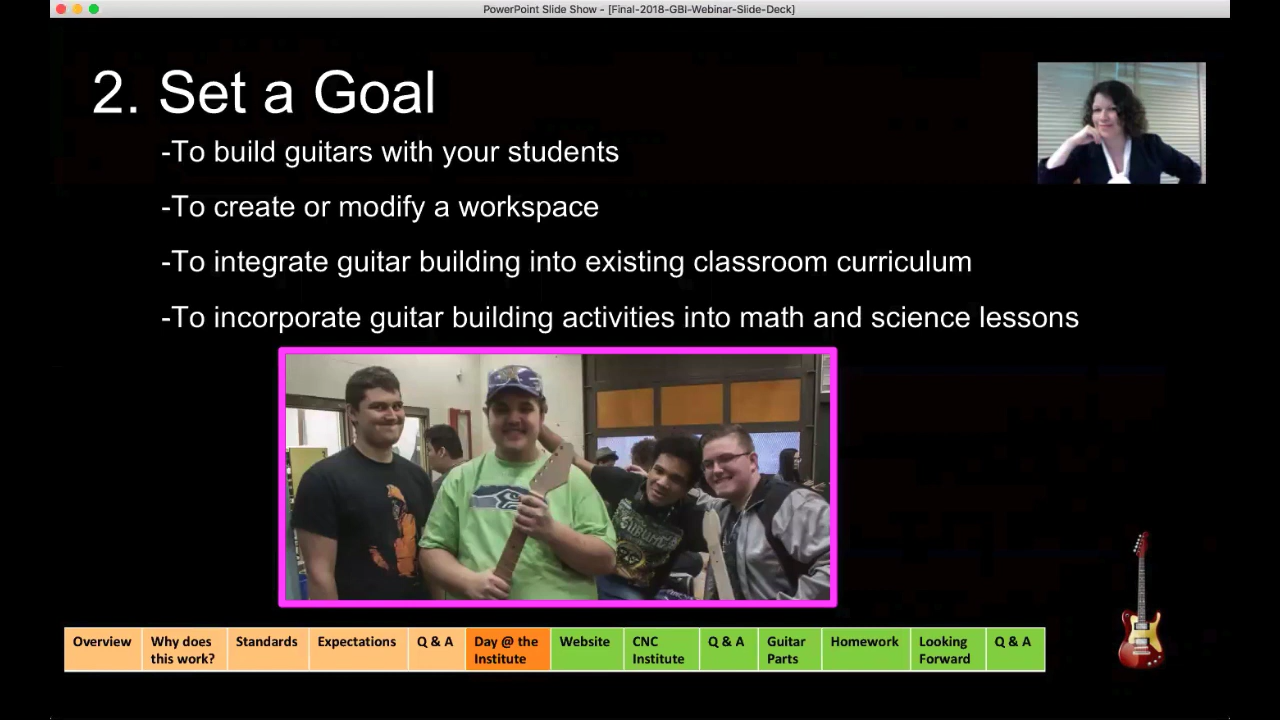 PowerPoint Slide Show - [Final-2018-GBI-Webinar-Slide-Deck]
2. Set a Goal
-To build guitars with your students
-To create or modify a workspace
-To integrate guitar building into existing classroom curriculum
-To incorporate guitar building activities into math and science lessons
Overview
Why does
this work?
Standards
Expectations
Q & A
Day @ the
Institute
Website
CNC
Institute
Q & A
Guitar
Parts
Homework
Looking
Forward
Q & A